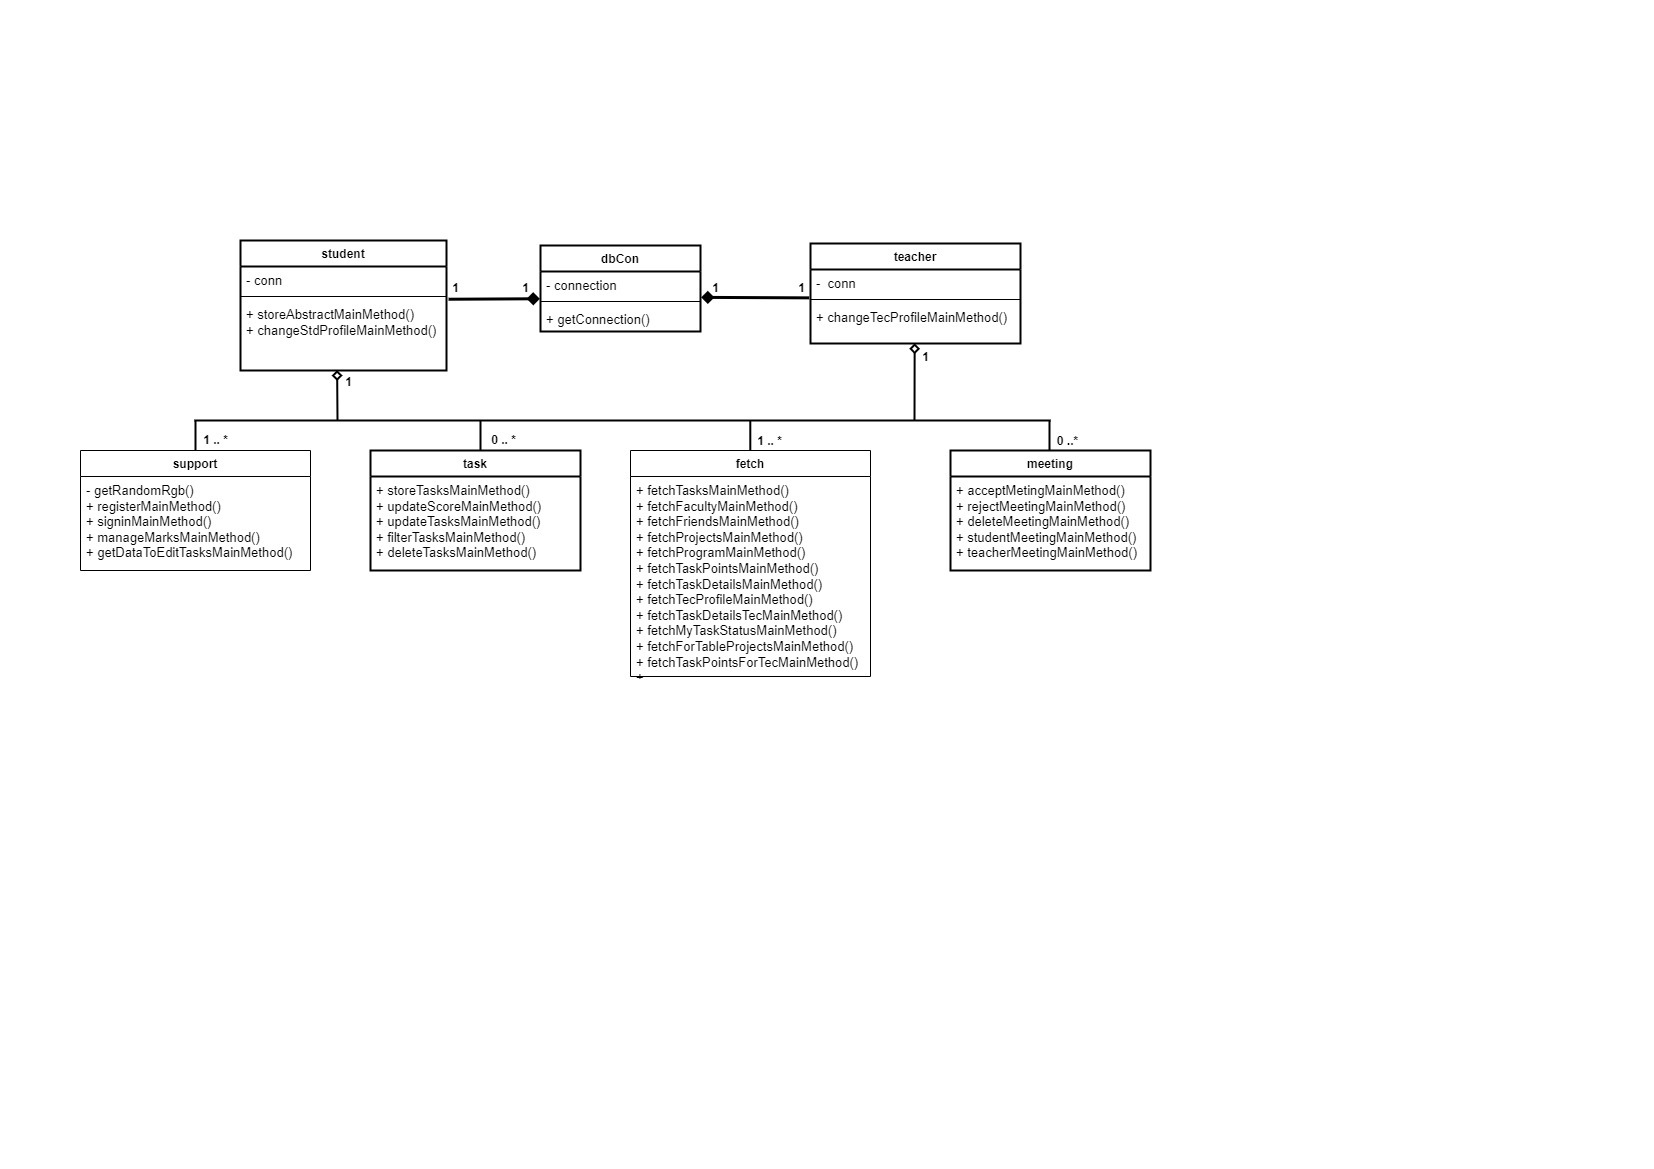 student
- conn
+ storeAbstractMainMethod()
+ changeStdProfileMainMethod()
1
1
dbCon
- connection
+ getConnection()
1
1
teacher
-  conn
+ changeTecProfileMainMethod()
1
1
1 .. *
0 .. *
1 .. *
0 ..*
support
- getRandomRgb()
+ registerMainMethod()
+ signinMainMethod()
+ manageMarksMainMethod()
+ getDataToEditTasksMainMethod()
task
+ storeTasksMainMethod()
+ updateScoreMainMethod()
+ updateTasksMainMethod()
+ filterTasksMainMethod()
+ deleteTasksMainMethod()
fetch
+ fetchTasksMainMethod()
+ fetchFacultyMainMethod()
+ fetchFriendsMainMethod()
+ fetchProjectsMainMethod()
+ fetchProgramMainMethod()
+ fetchTaskPointsMainMethod()
+ fetchTaskDetailsMainMethod()
+ fetchTecProfileMainMethod()
+ fetchTaskDetailsTecMainMethod()
+ fetchMyTaskStatusMainMethod()
+ fetchForTableProjectsMainMethod()
+ fetchTaskPointsForTecMainMethod()
+
meeting
+ acceptMetingMainMethod()
+ rejectMeetingMainMethod()
+ deleteMeetingMainMethod()
+ studentMeetingMainMethod()
+ teacherMeetingMainMethod()